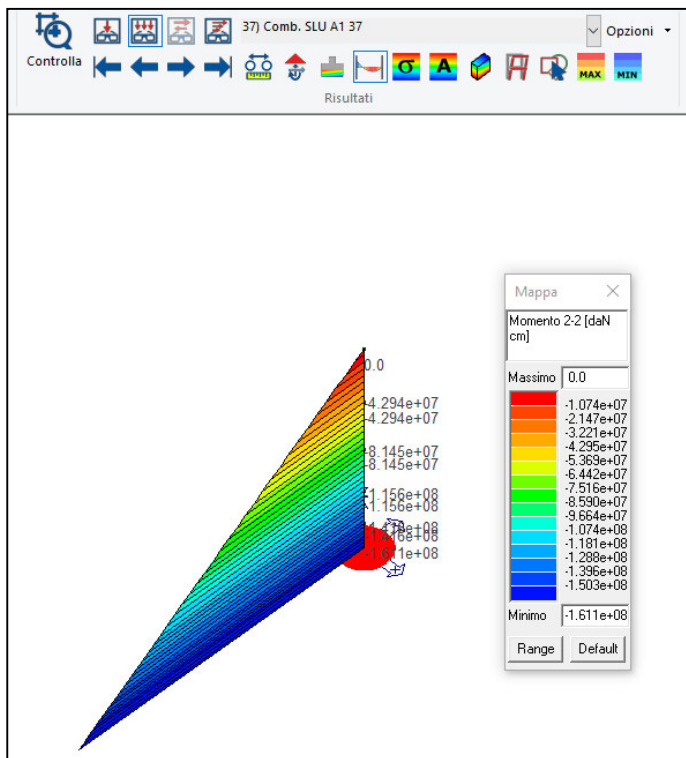 37) Comb. SLU A1 37
Opzioni
Controlla
σ
A
MAX
MIN
Risultati
Mappa
Momento 2-2 [daN
cm]
Massimo 0.0
-1.074e+07
-2.147e+07
-3.221e+07
-4.295e+07
-5.369e+07
-6.442e+07
-7.516e+07
-8.590e+07
-9.664e+07
-1.074e+08
-1.181e+08
-1.288e+08
-1.396e+08
-1.503e+08
Minimo -1.611e+08
Range Default
0.0
-4.294e+07
-4.294e+07
-8.145e+07
-8.145e+07
-1.156e+08
-1.156e+08
-1.416e+08
-1.611e+08